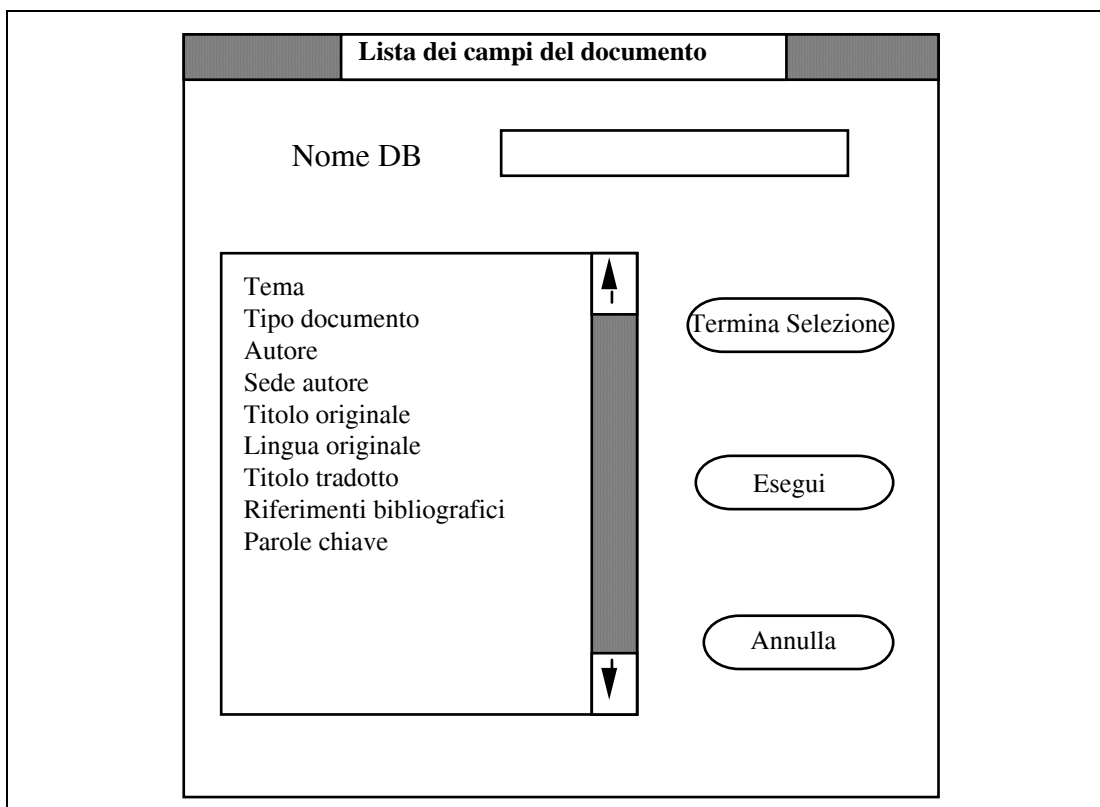 Lista dei campi del documento
Nome DB
Tema
Tipo documento
Autore
Sede autore
Titolo originale
Lingua originale
Titolo tradotto
Riferimenti bibliografici
Parole chiave
Termina Selezione
Esegui
Annulla